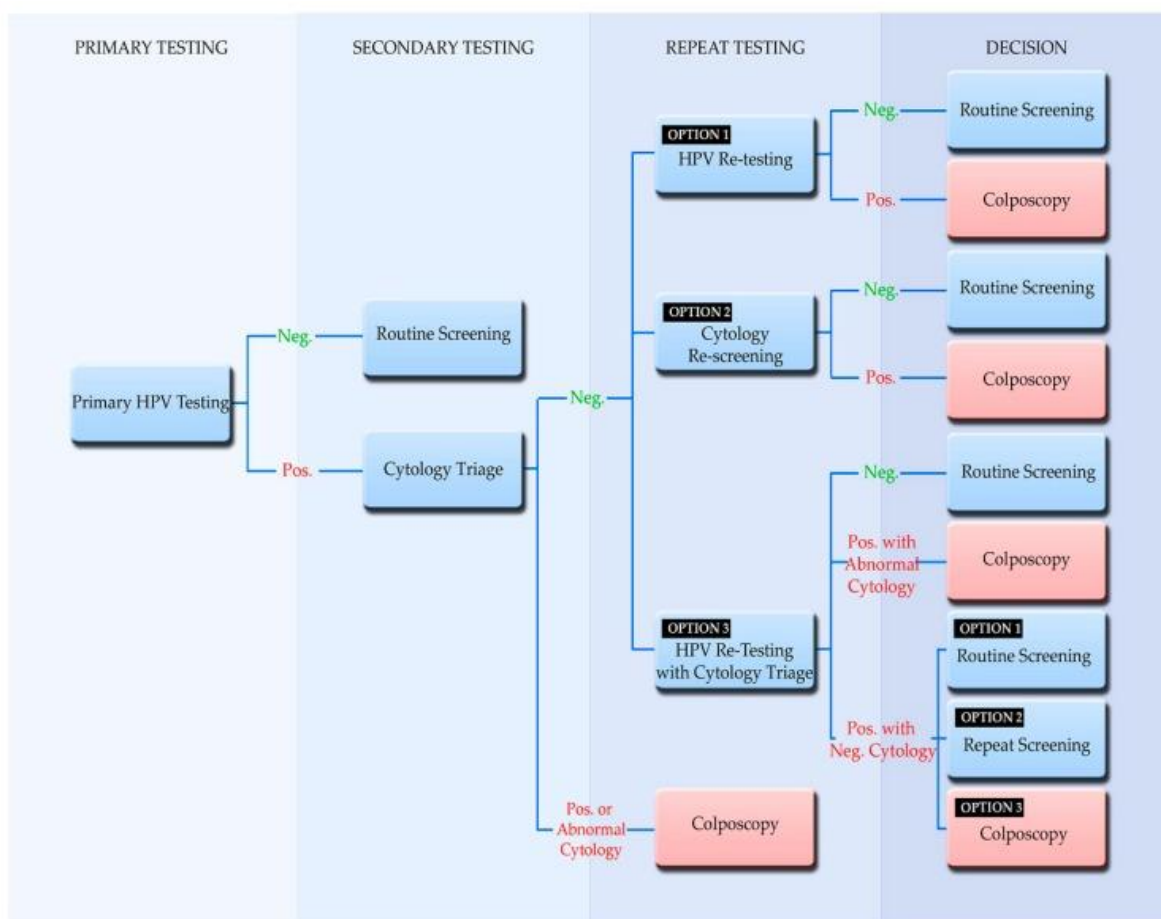 PRIMARY TESTING
SECONDARY TESTING
REPEAT TESTING
DECISION
Primary HPV Testing
Neg.
Routine Screening
Pos.
Cytology Triage
Neg.
OPTION 1
HPV Re-testing
Neg.
Routine Screening
Pos.
Colposcopy
OPTION 2
Cytology
Re-screening
Neg.
Routine Screening
Pos.
Colposcopy
OPTION 3
HPV Re-Testing
with Cytology Triage
Neg.
Routine Screening
Pos. with
Abnormal
Cytology
Colposcopy
Pos. with
Neg. Cytology
OPTION 1
Routine Screening
OPTION 2
Repeat Screening
OPTION 3
Colposcopy
Pos. or
Abnormal
Cytology
Colposcopy